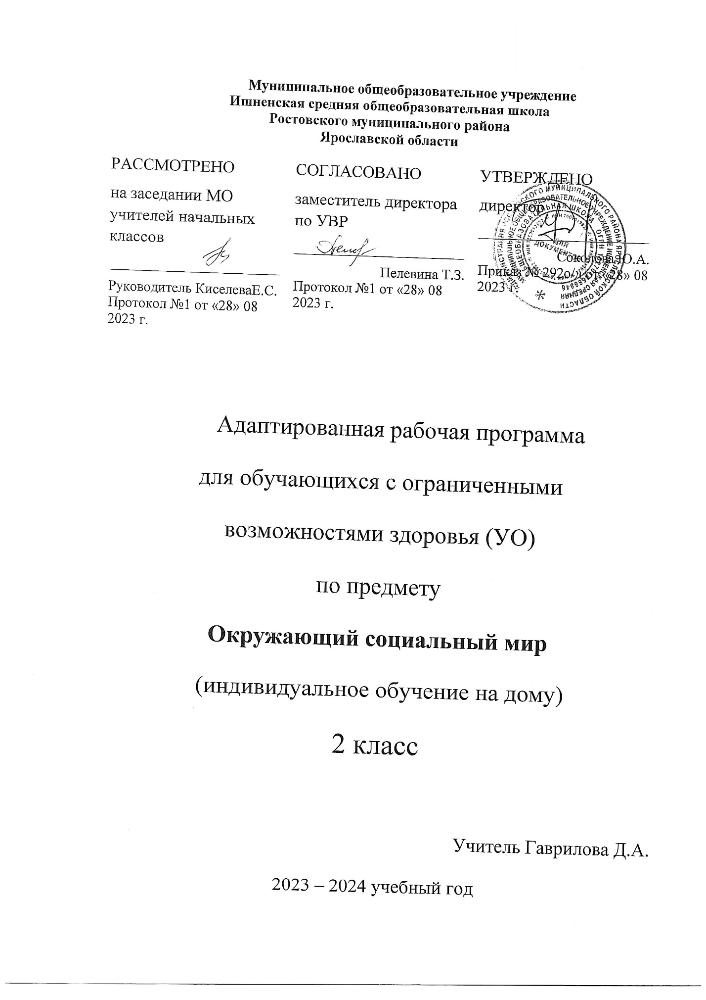 Муниципальное общеобразовательное учреждение
Ишненская средняя общеобразовательная школа
Ростовского муниципального района
Ярославской области
РАССМОТРЕНО
на заседании МО
учителей начальных
классов
Руководитель КиселеваЕ.С.
Протокол №1 от «28» 08
2023 г.
СОГЛАСОВАНО
заместитель директора
по УВР
Пелевина Т.З.
Протокол №1 от «28» 08
2023 г.
УТВЕРЖДЕНО
директор
Соколова Ю.А.
Приказ № 292о/д от «28» 08
2023 г.
ДЛЯ
ДОКУМЕНТОВ
Адаптированная рабочая программа
для обучающихся с ограниченными
возможностями здоровья (УО)
по предмету
Окружающий социальный мир
(индивидуальное обучение на дому)
2 класс
Учитель Гаврилова Д.А.
2023 – 2024 учебный год